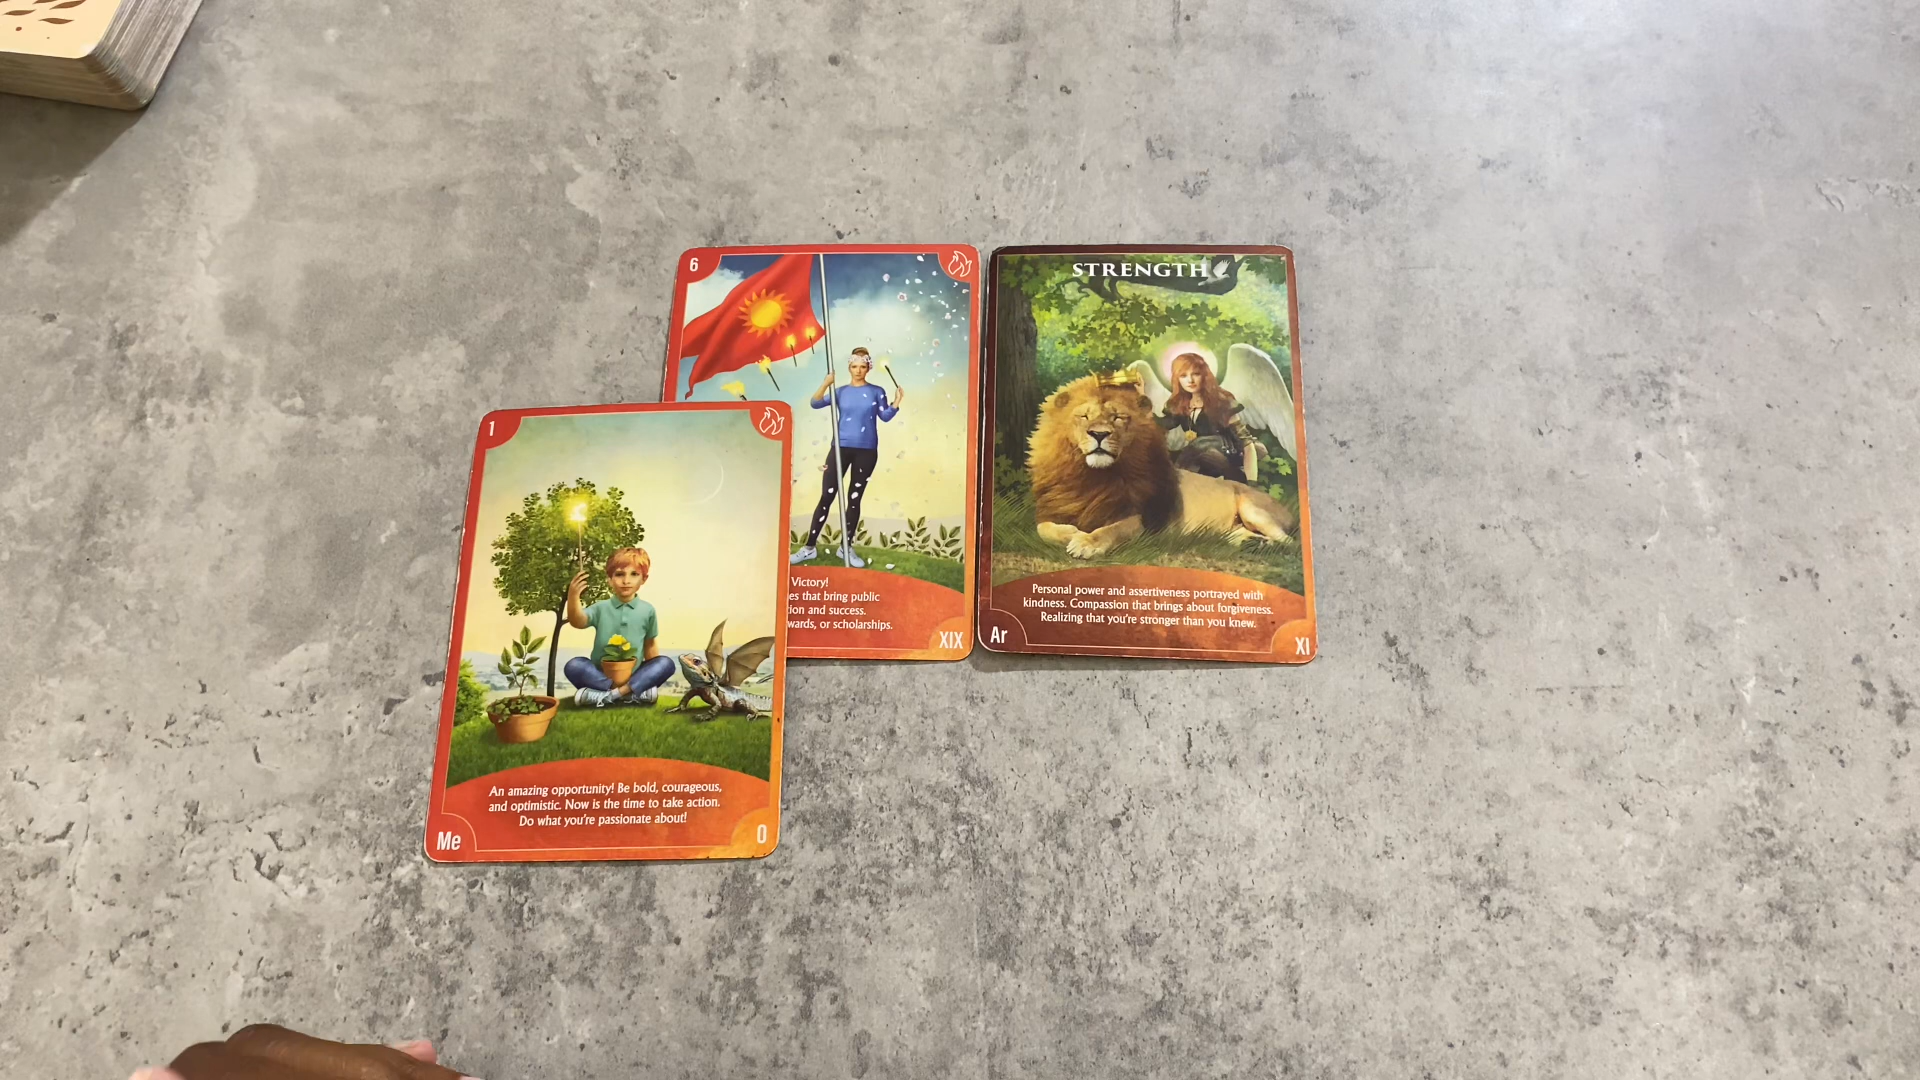 1
An amazing opportunity! Be bold, courageous,
and optimistic. Now is the time to take action.
Do what you're passionate about!
Me
0
6
Victory!
that bring public
and success.
or scholarships.
XIX
STRENGTH
Personal power and assertiveness portrayed with
kindness. Compassion that brings about forgiveness.
Realizing that you're stronger than you knew.
Ar
XI